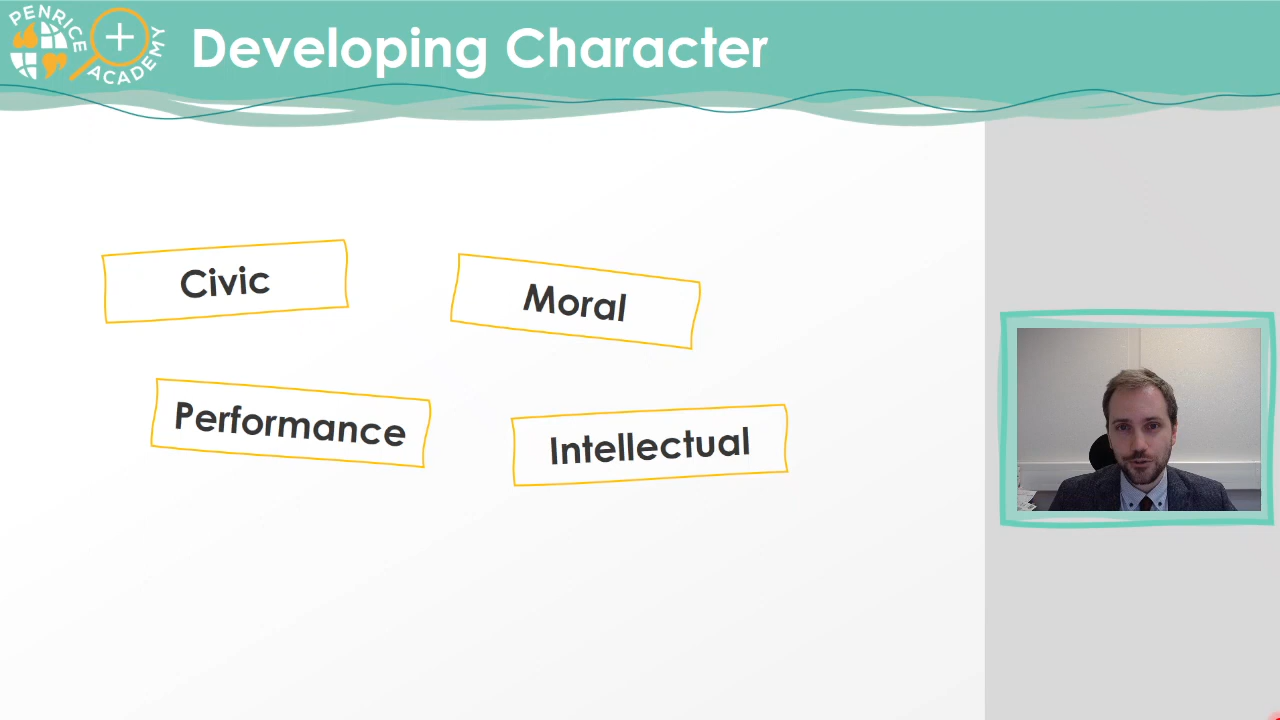 PENRICE
ACADEMY
Developing Character
Civic
Moral
Performance
Intellectual